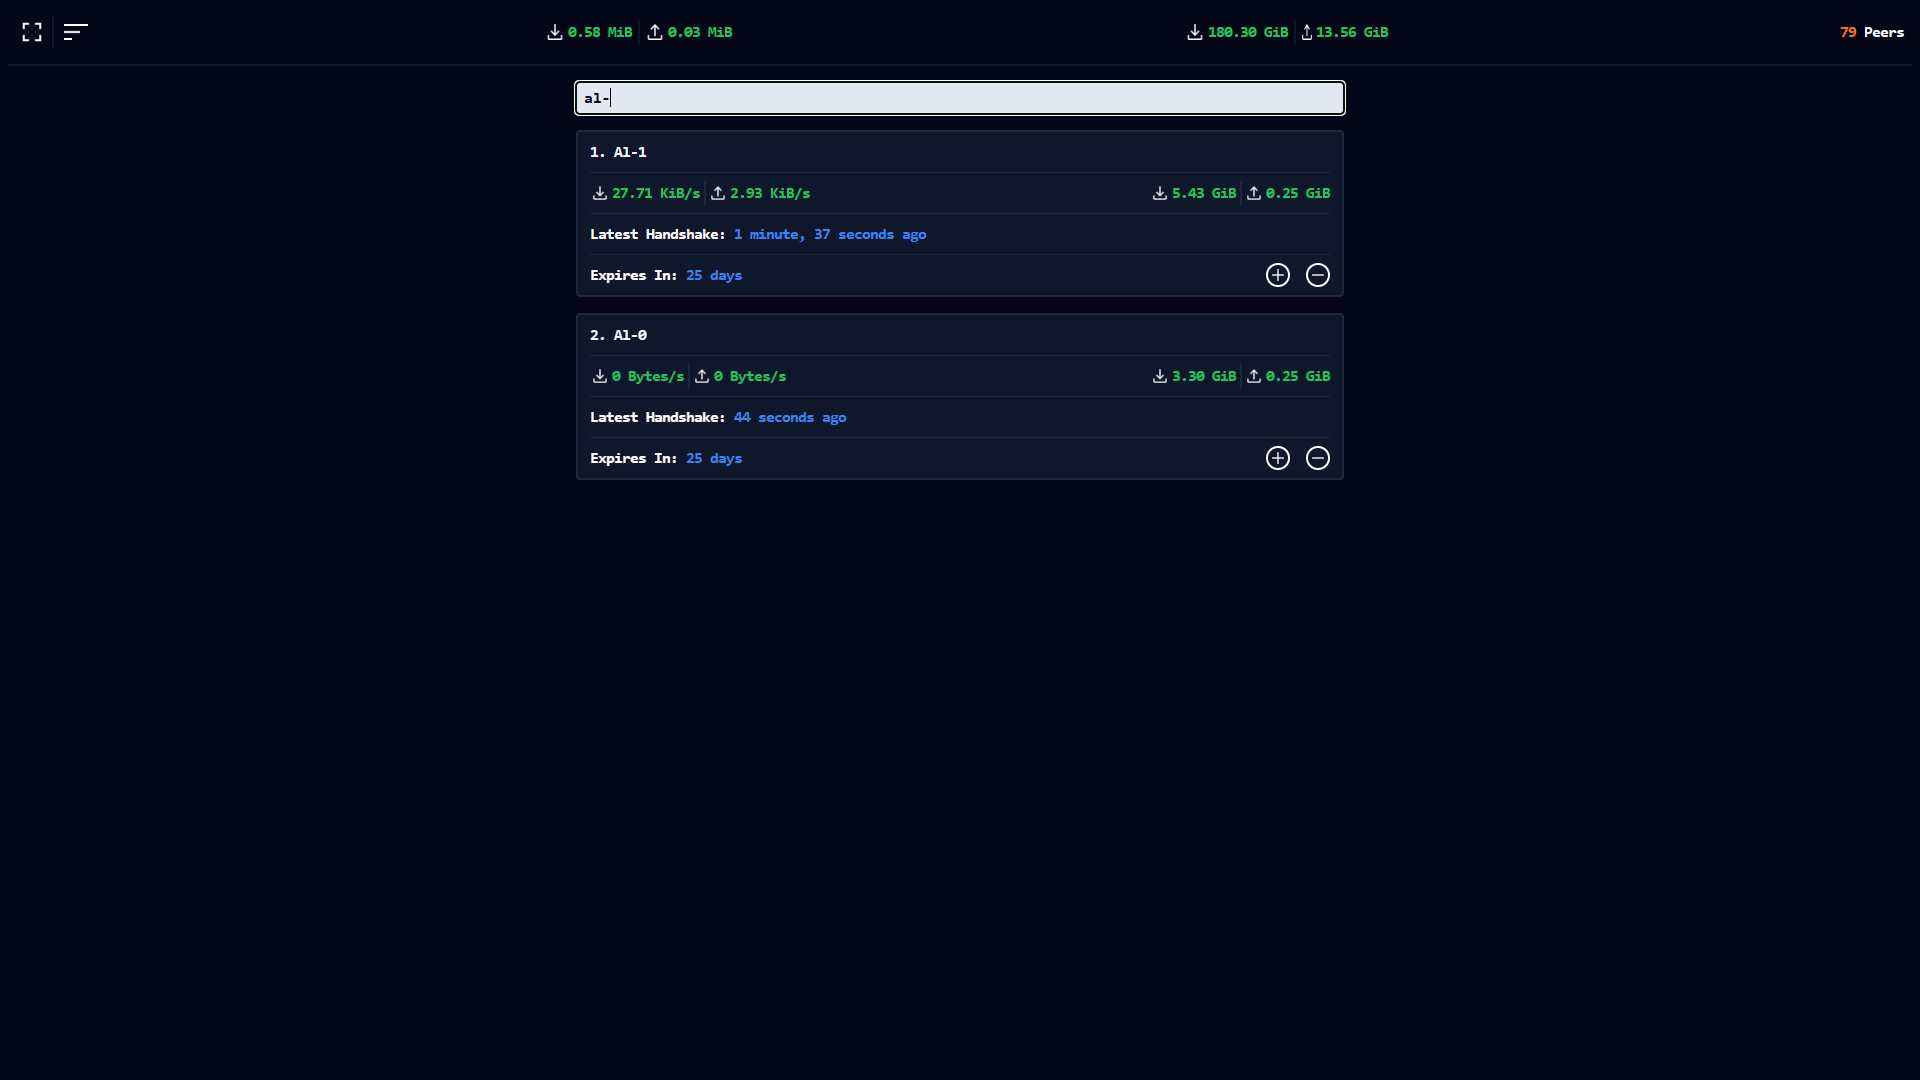 0.58 MiB 0.03 MiB 180.30 GiB 13.56 GiB 79 Peers
al-
1. Al-1
27.71 KiB/s 2.93 KiB/s 5.43 GiB 0.25 GiB
Latest Handshake: 1 minute, 37 seconds ago
Expires In: 25 days
2. Al-0
0 Bytes/s 0 Bytes/s 3.30 GiB 0.25 GiB
Latest Handshake: 44 seconds ago
Expires In: 25 days